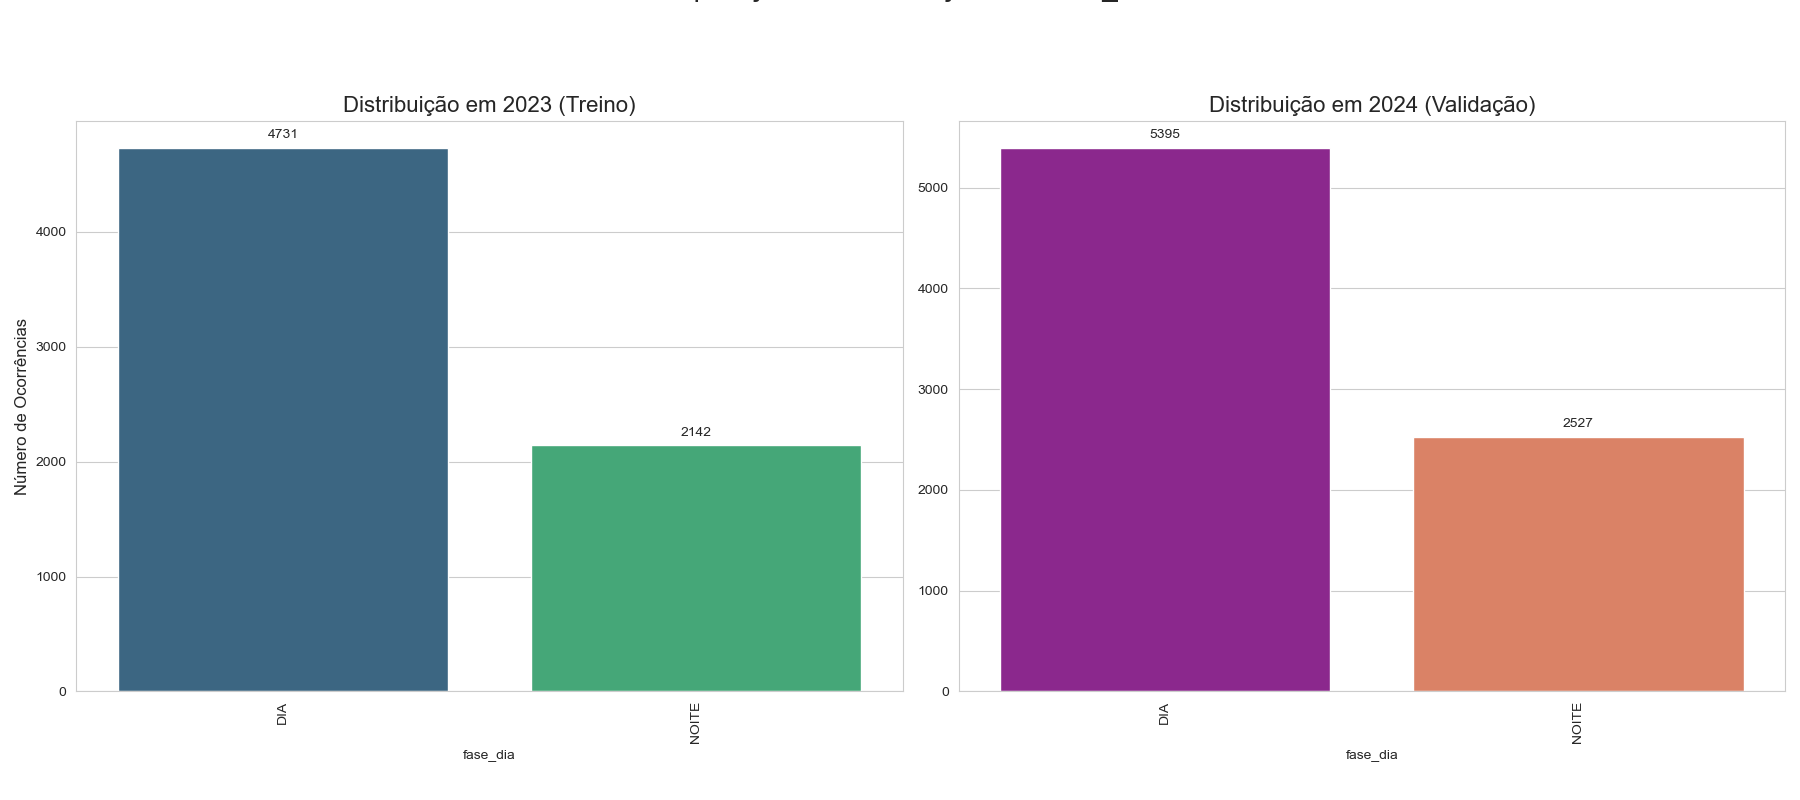 Distribuição em 2023 (Treino)
4731
4000
3000
2142
2000
1000
0
Número de Ocorrências
DIA
NOITE
fase_dia
Distribuição em 2024 (Validação)
5395
5000
4000
3000
2527
2000
1000
0
DIA
NOITE
fase_dia